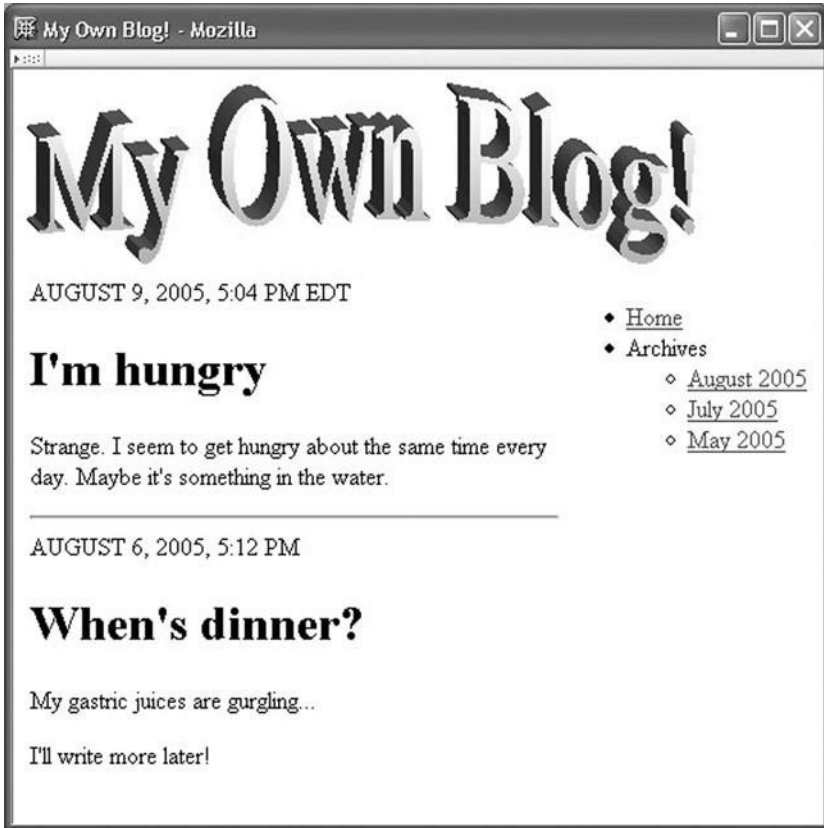 My Own Blog! - Mozilla
My Own Blog!
AUGUST 9, 2005, 5:04 PM EDT
I'm hungry
Strange. I seem to get hungry about the same time every
day. Maybe it's something in the water.
AUGUST 6, 2005, 5:12 PM
When's dinner?
My gastric juices are gurgling...
I'll write more later!
Home
Archives
August 2005
July 2005
May 2005